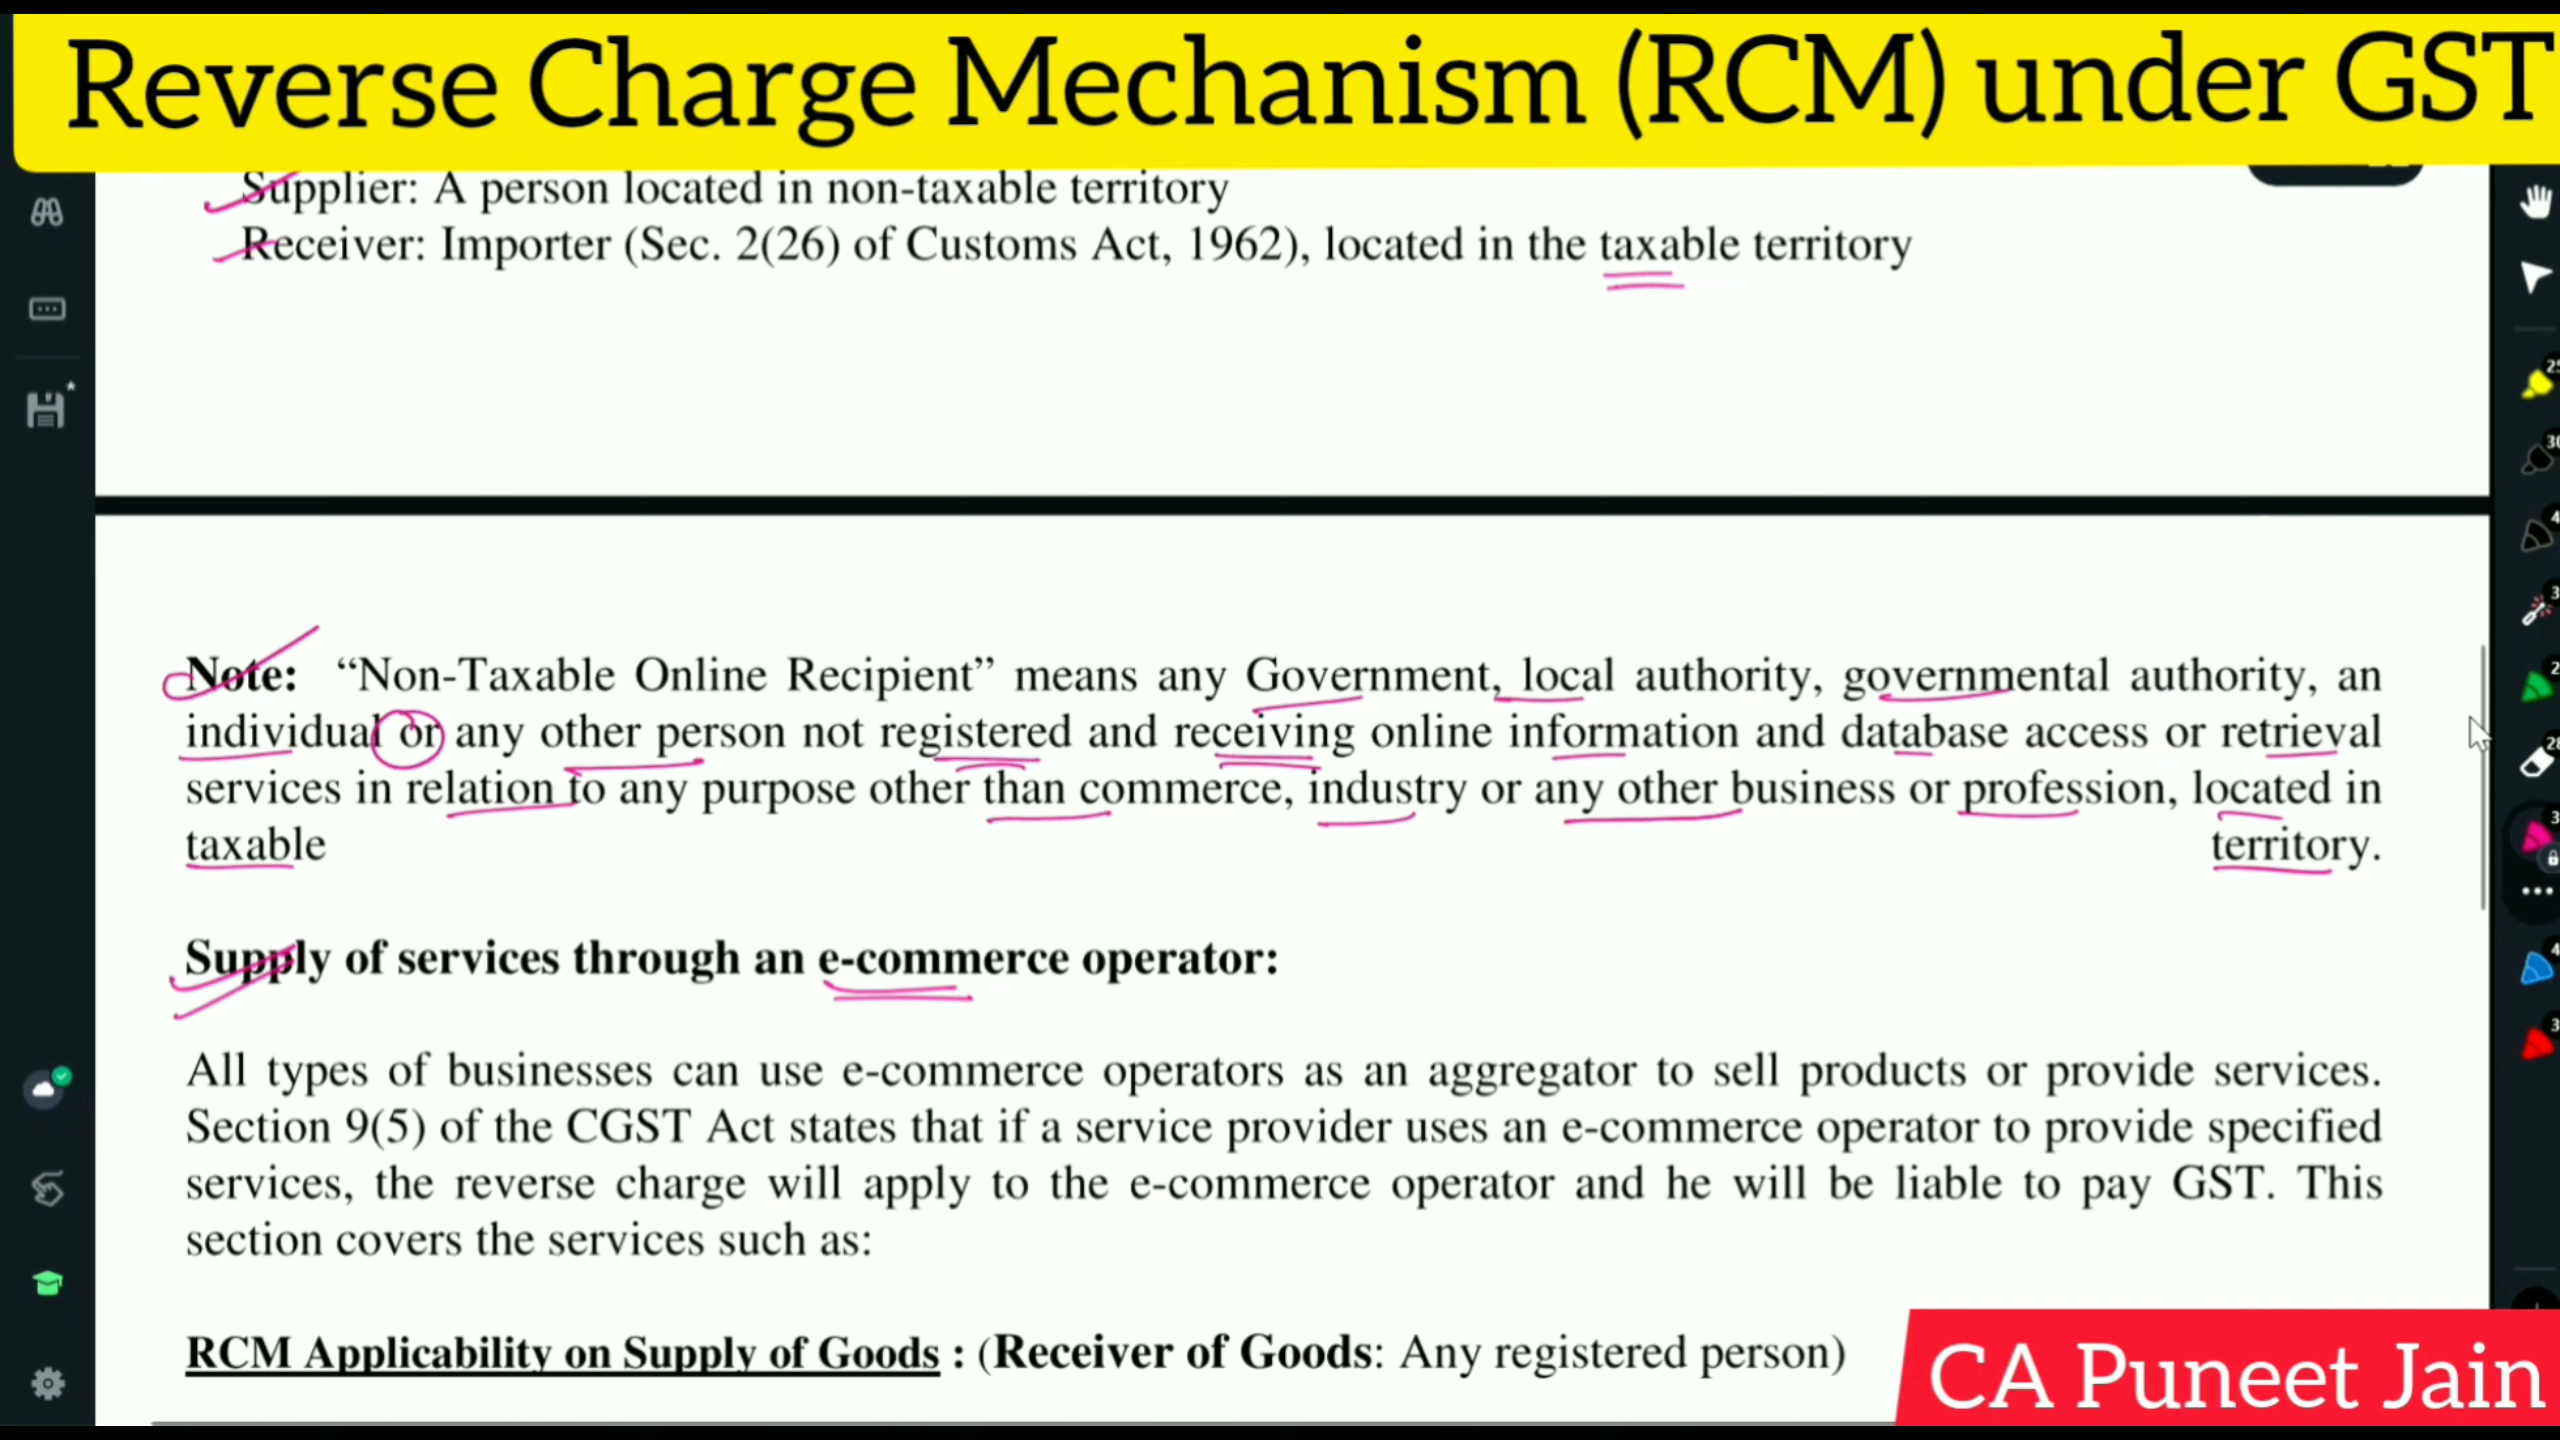 Reverse Charge Mechanism (RCM) under GST
Supplier: A person located in non-taxable territory
Receiver: Importer (Sec. 2(26) of Customs Act, 1962), located in the taxable territory
Note: “Non-Taxable Online Recipient” means any Government, local authority, governmental authority, an
individual or any other person not registered and receiving online information and database access or retrieval
services in relation to any purpose other than commerce, industry or any other business or profession, located in
taxable territory.
Supply of services through an e-commerce operator:
All types of businesses can use e-commerce operators as an aggregator to sell products or provide services.
Section 9(5) of the CGST Act states that if a service provider uses an e-commerce operator to provide specified
services, the reverse charge will apply to the e-commerce operator and he will be liable to pay GST. This
section covers the services such as:
RCM Applicability on Supply of Goods : (Receiver of Goods: Any registered person)
CA Puneet Jain